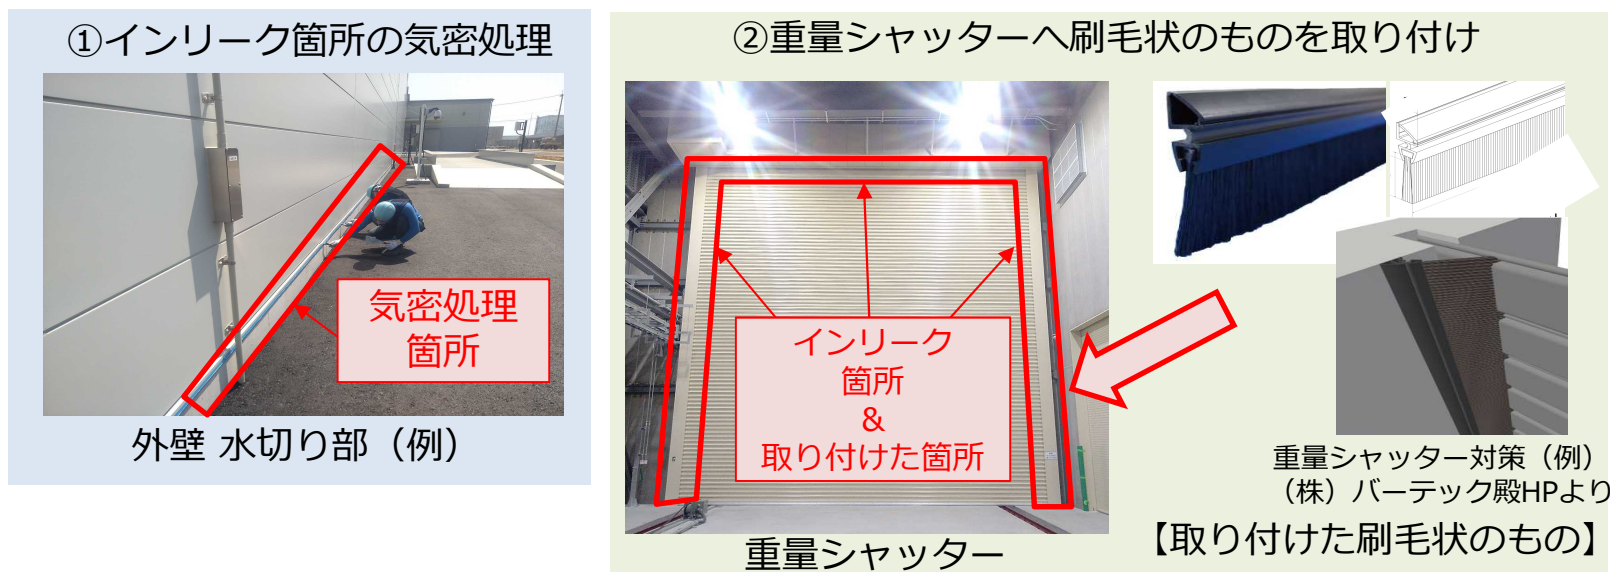 ①インリーク箇所の気密処理
気密処理
箇所
外壁 水切り部（例）
②重量シャッターへ刷毛状のものを取り付け
インリーク
箇所
&
取り付けた箇所
重量シャッター
重量シャッター対策（例）
（株）バーテック殿HPより
【取り付けた刷毛状のもの】